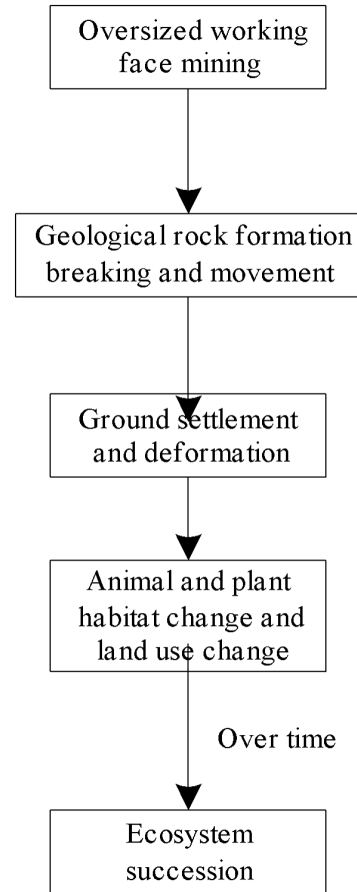 Oversized working
face mining
Geological rock formation
breaking and movement
Ground settlement
and deformation
Animal and plant
habitat change and
land use change
Over time
Ecosystem
succession